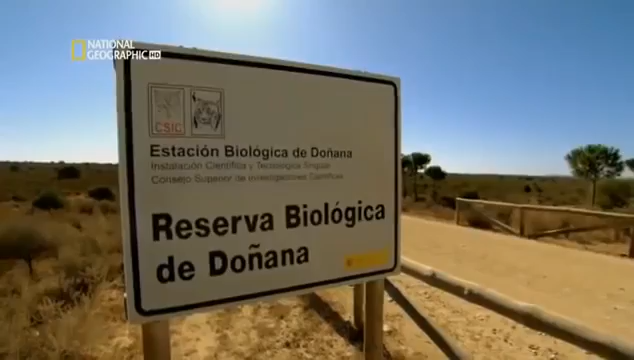 NATIONAL
GEOGRAPHIC HD
CSIC
Estación Biológica de Doñana
Instalación Científica y Tecnológica Singular
Consejo Superior de Investigaciones Científicas
Reserva Biológica
de Doñana